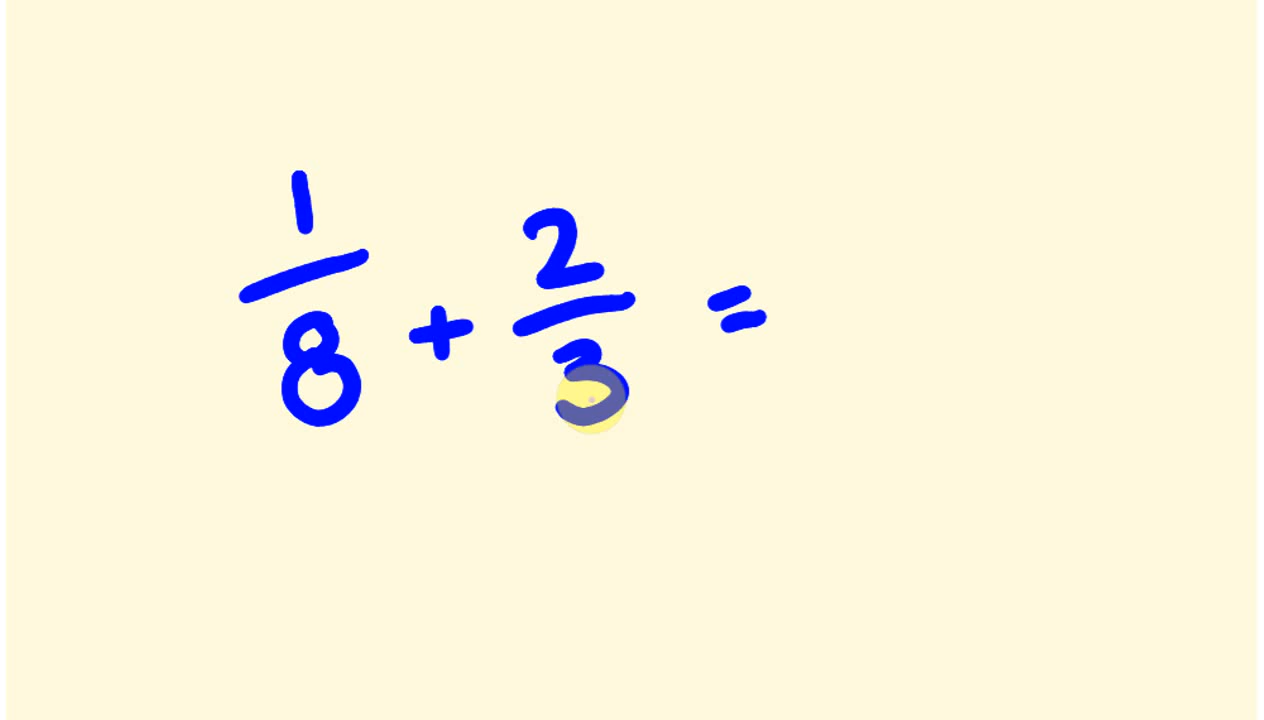 1/8 + 2/3 =